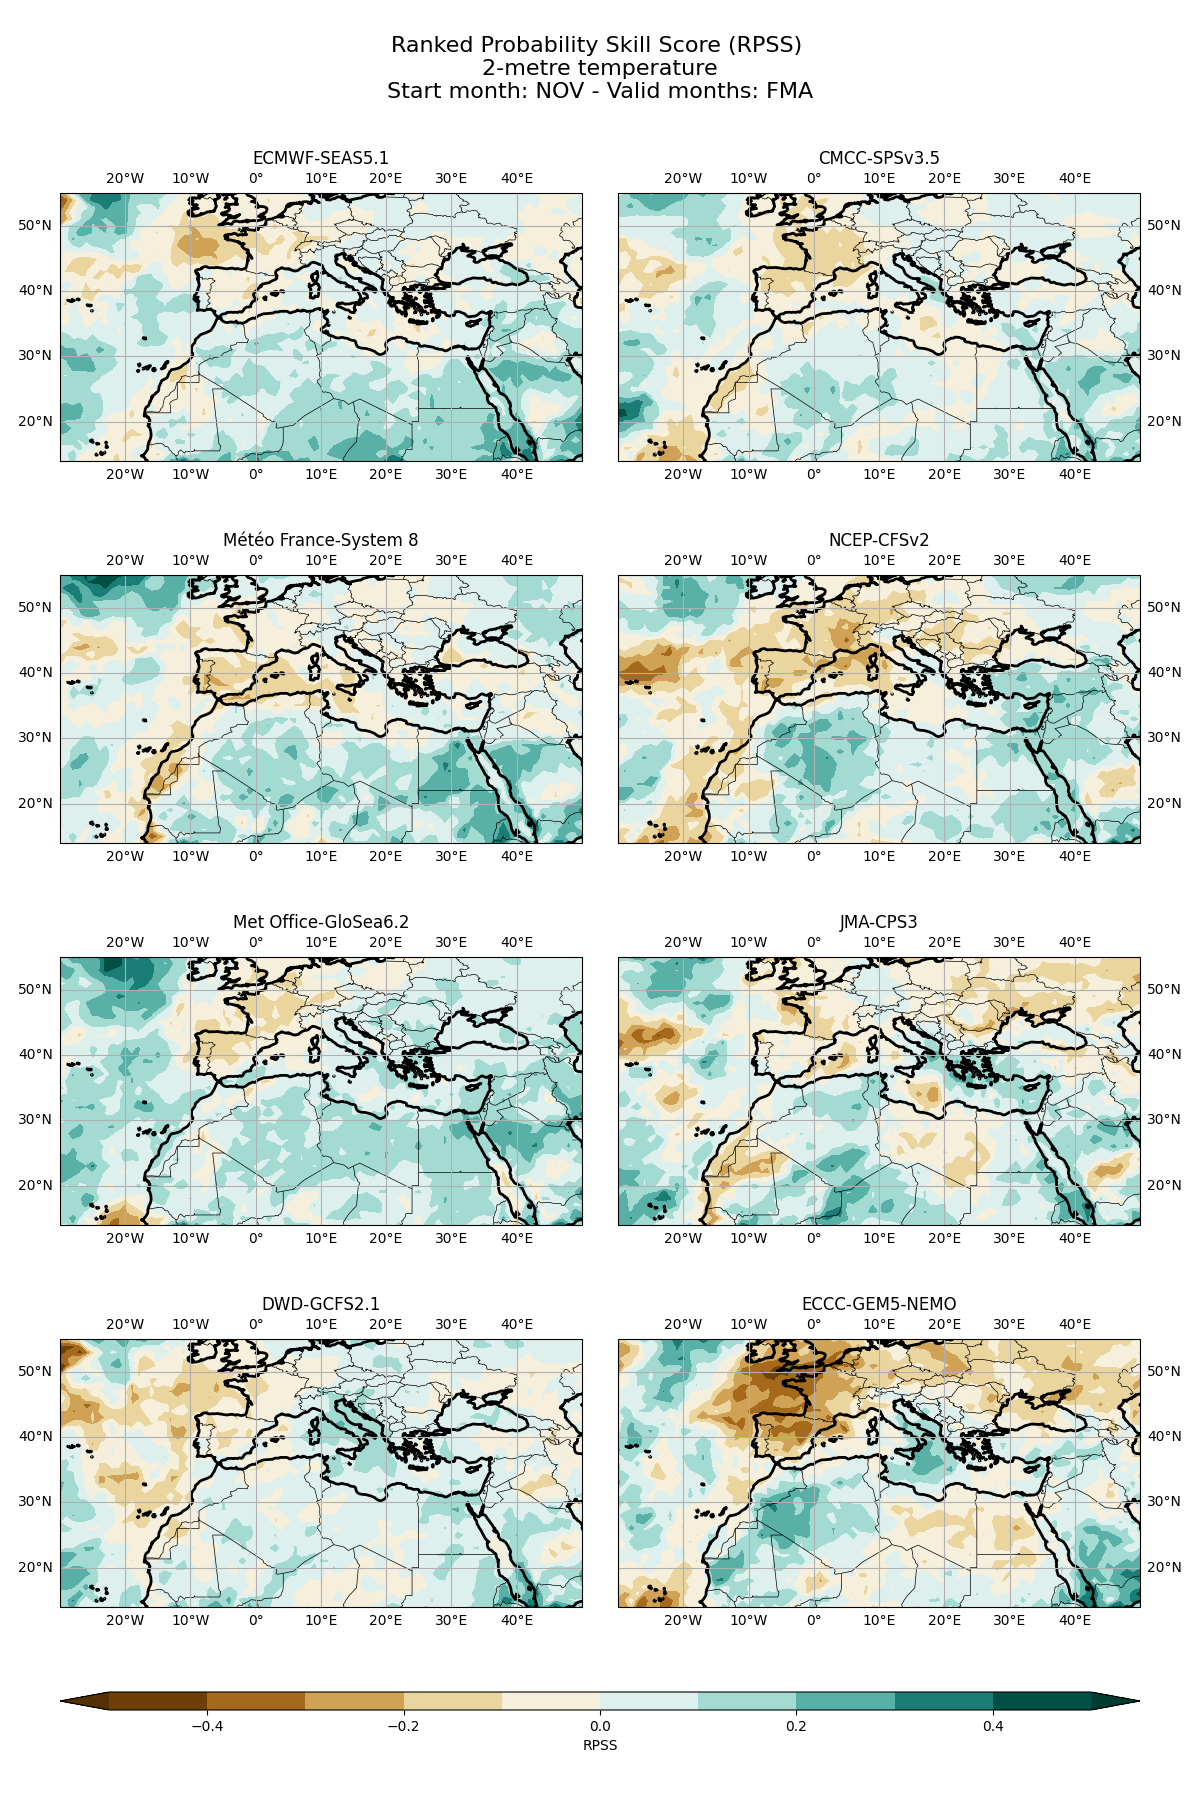 Ranked Probability Skill Score (RPSS)
2-metre temperature
Start month: NOV - Valid months: FMA
ECMWF-SEAS5.1
20°W 10°W 0° 10°E 20°E 30°E 40°E
50°N
40°N
30°N
20°N
20°W 10°W 0° 10°E 20°E 30°E 40°E
CMCC-SPSv3.5
20°W 10°W 0° 10°E 20°E 30°E 40°E
50°N
40°N
30°N
20°N
20°W 10°W 0° 10°E 20°E 30°E 40°E
Météo France-System 8
20°W 10°W 0° 10°E 20°E 30°E 40°E
50°N
40°N
30°N
20°N
20°W 10°W 0° 10°E 20°E 30°E 40°E
NCEP-CFSv2
20°W 10°W 0° 10°E 20°E 30°E 40°E
50°N
40°N
30°N
20°N
20°W 10°W 0° 10°E 20°E 30°E 40°E
Met Office-GloSea6.2
20°W 10°W 0° 10°E 20°E 30°E 40°E
50°N
40°N
30°N
20°N
20°W 10°W 0° 10°E 20°E 30°E 40°E
JMA-CPS3
20°W 10°W 0° 10°E 20°E 30°E 40°E
50°N
40°N
30°N
20°N
20°W 10°W 0° 10°E 20°E 30°E 40°E
DWD-GCFS2.1
20°W 10°W 0° 10°E 20°E 30°E 40°E
50°N
40°N
30°N
20°N
20°W 10°W 0° 10°E 20°E 30°E 40°E
ECCC-GEM5-NEMO
20°W 10°W 0° 10°E 20°E 30°E 40°E
50°N
40°N
30°N
20°N
20°W 10°W 0° 10°E 20°E 30°E 40°E
−0.4 −0.2 0.0 0.2 0.4
RPSS